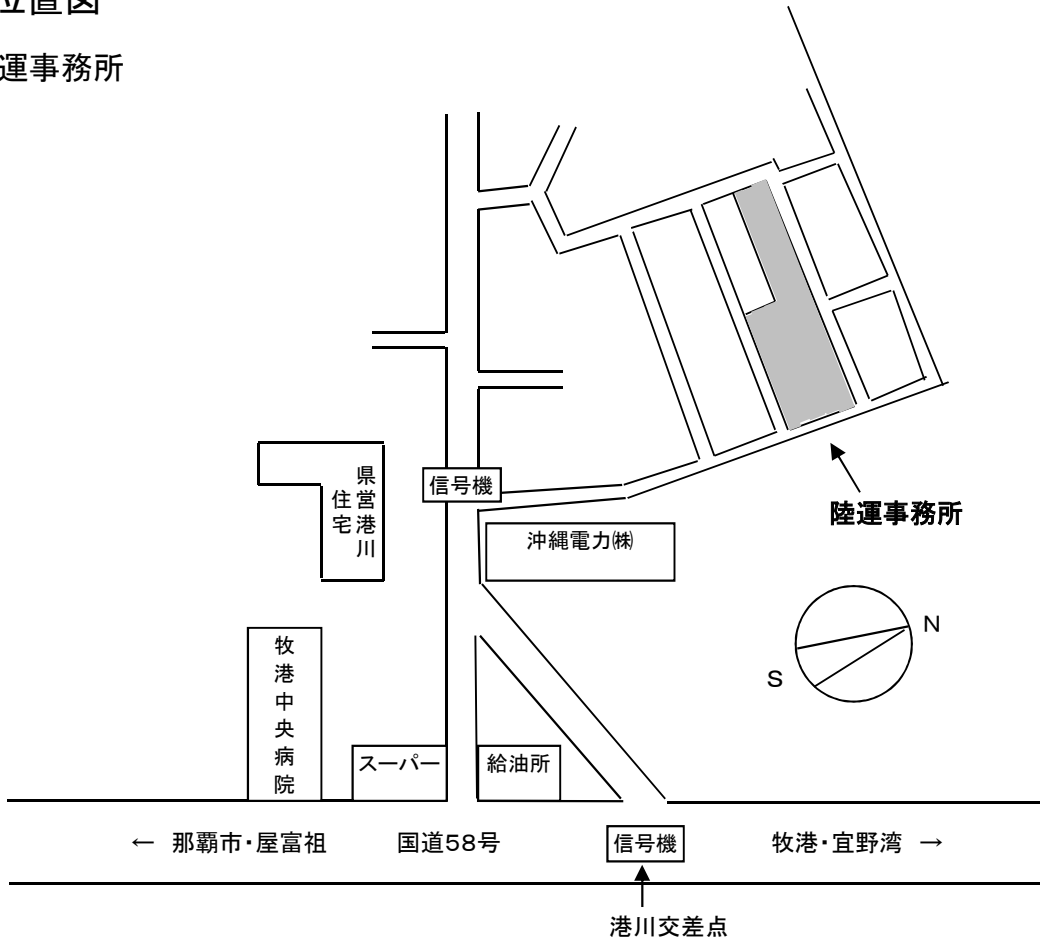 位置図
運事務所
県営港川
住宅
信号機
沖縄電力㈱
陸運事務所
N
S
牧港中央病院
スーパー
給油所
← 那覇市・屋富祖
国道58号
信号機
牧港・宜野湾 →
港川交差点